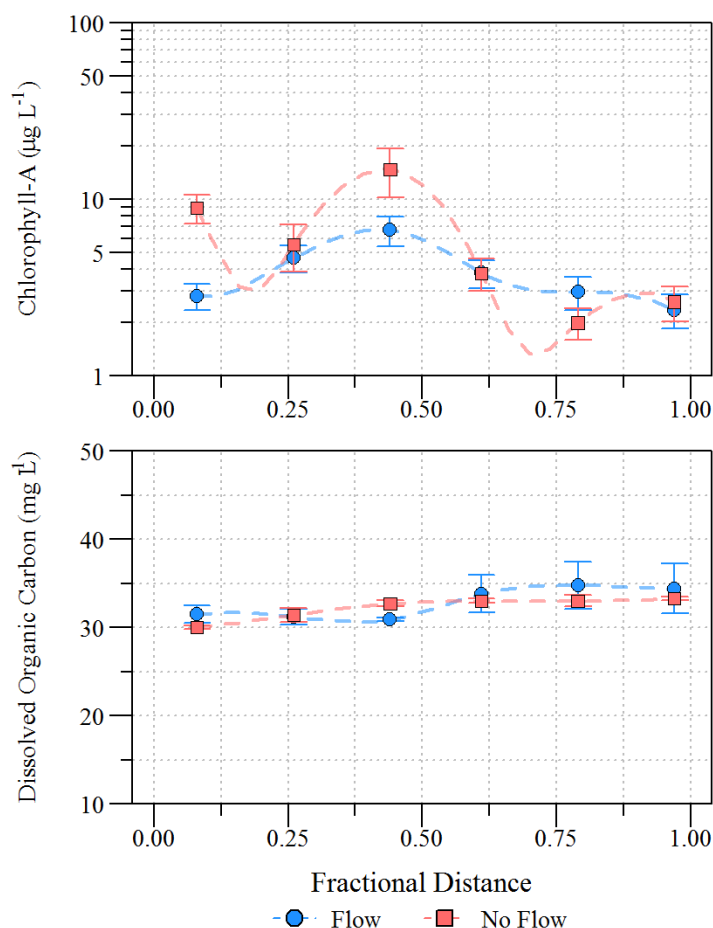 100
50
10
5
1
Chlorophyll-A (µg L⁻¹)
0.00 0.25 0.50 0.75 1.00
50
40
30
20
10
Dissolved Organic Carbon (mg L⁻¹)
0.00 0.25 0.50 0.75 1.00
Fractional Distance
Flow No Flow